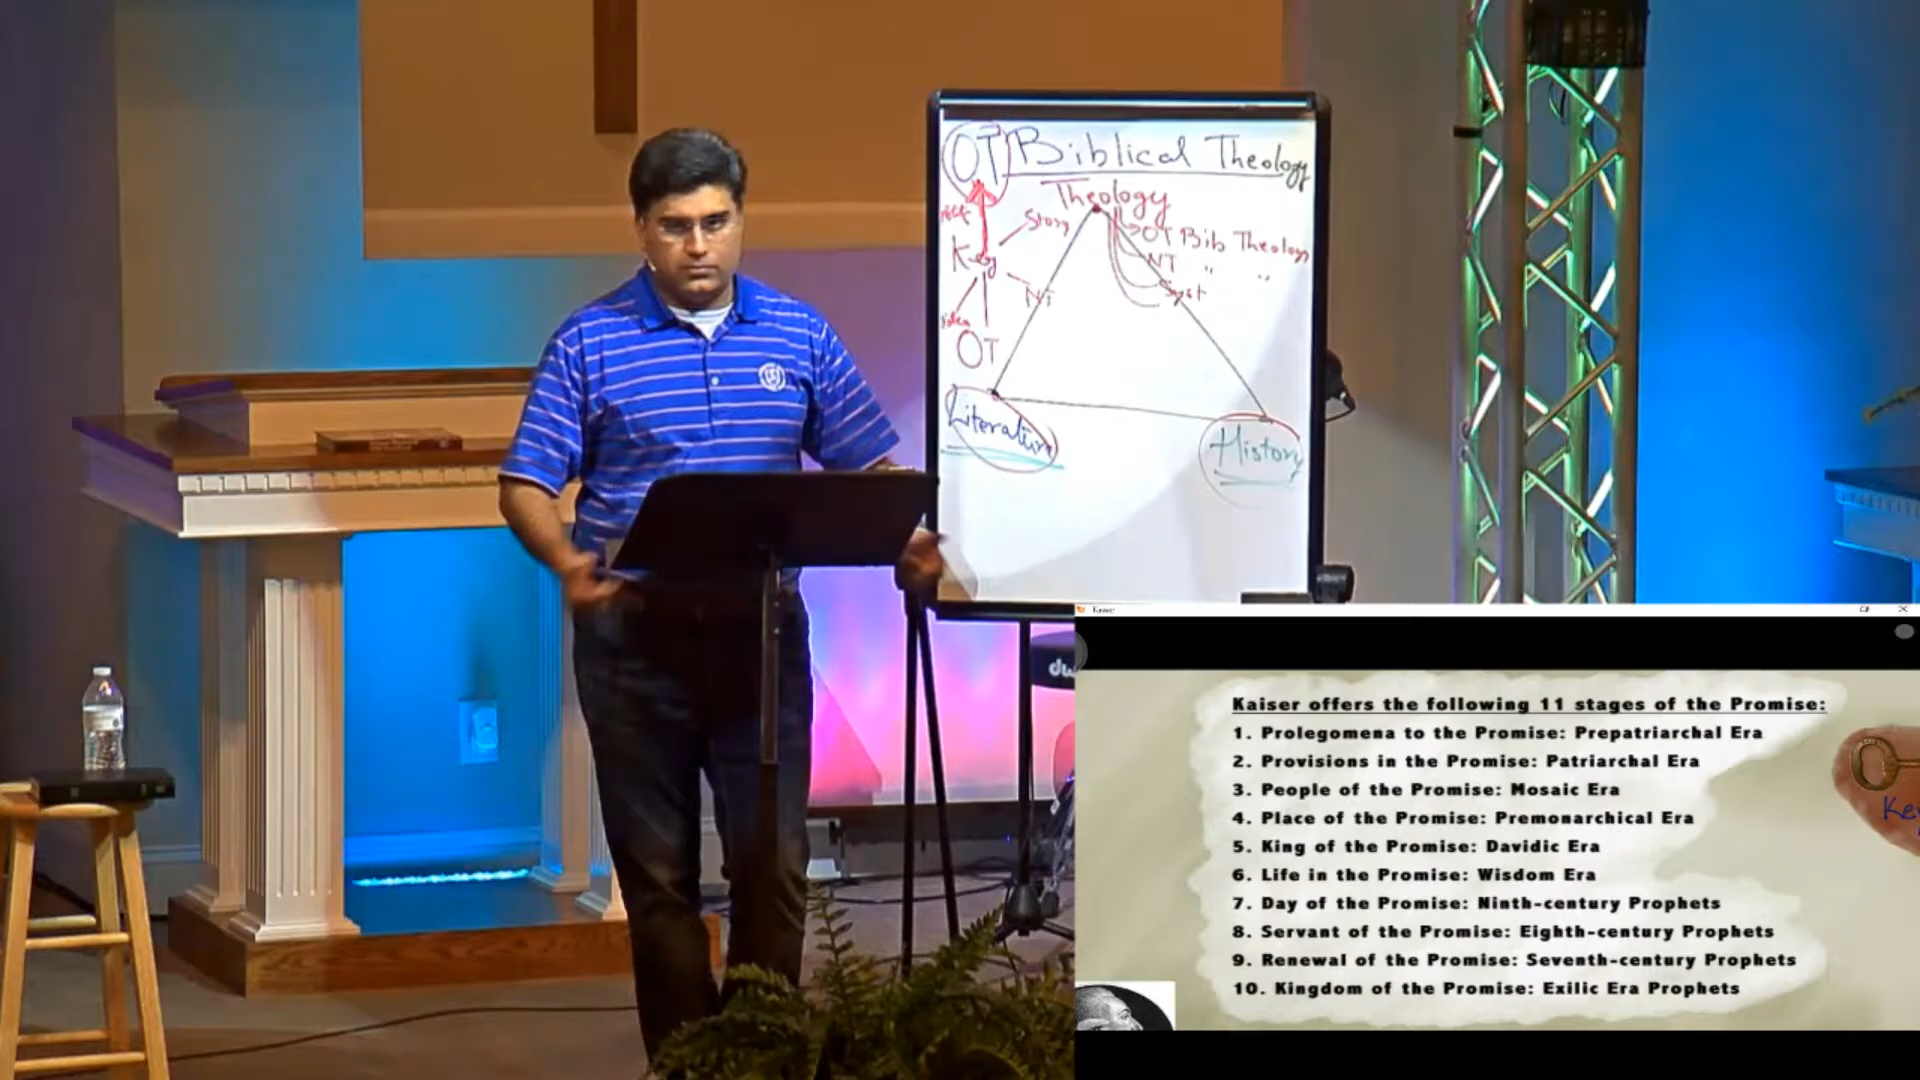 OT Biblical Theology
Theology
Story
Key
OT Bib Theology
NT " "
Syst
NT
idea
OT
Literature
History
dw
Kaiser offers the following 11 stages of the Promise:
1. Prolegomena to the Promise: Prepatriarchal Era
2. Provisions in the Promise: Patriarchal Era
3. People of the Promise: Mosaic Era
4. Place of the Promise: Premonarchical Era
5. King of the Promise: Davidic Era
6. Life in the Promise: Wisdom Era
7. Day of the Promise: Ninth-century Prophets
8. Servant of the Promise: Eighth-century Prophets
9. Renewal of the Promise: Seventh-century Prophets
10. Kingdom of the Promise: Exilic Era Prophets
Key